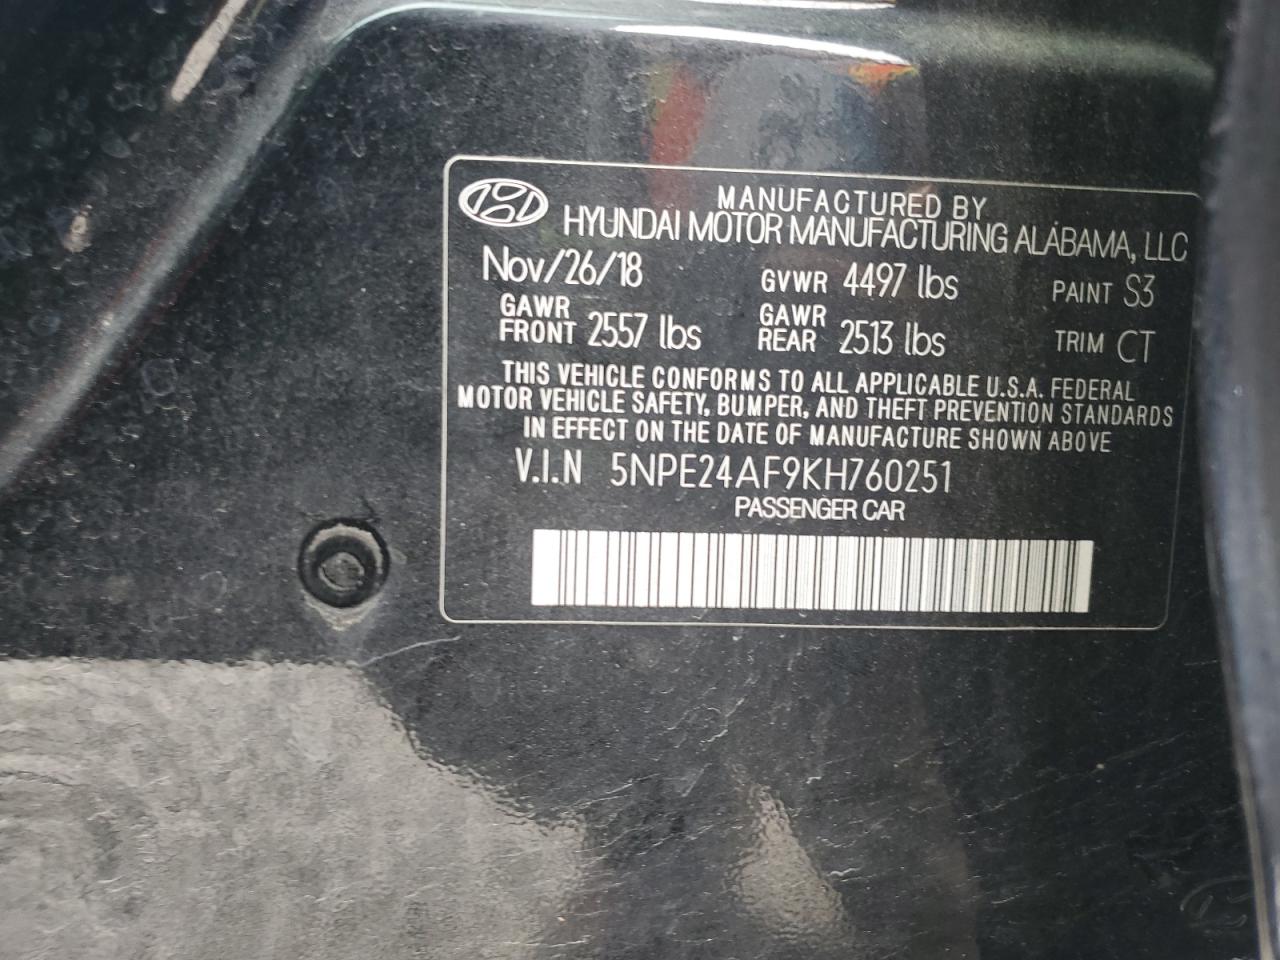 MANUFACTURED BY
HYUNDAI MOTOR MANUFACTURING ALABAMA, LLC
Nov/26/18 GVWR 4497 lbs PAINT S3
GAWR FRONT 2557 lbs GAWR REAR 2513 lbs TRIM CT
THIS VEHICLE CONFORMS TO ALL APPLICABLE U.S.A. FEDERAL
MOTOR VEHICLE SAFETY, BUMPER, AND THEFT PREVENTION STANDARDS
IN EFFECT ON THE DATE OF MANUFACTURE SHOWN ABOVE
V.I.N 5NPE24AF9KH760251
PASSENGER CAR